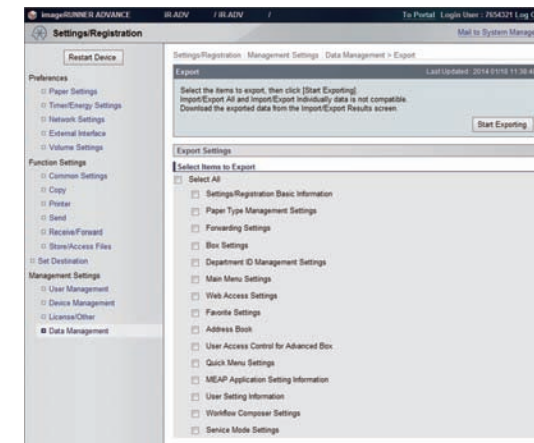 imageRUNNER ADVANCE iR-ADV / iR-ADV / To Portal Login User : 7654321 Log O
Settings/Registration Mail to System Manage
Restart Device
Settings/Registration : Management Settings : Data Management > Export
Export Last Updated : 2014 01/18 11:38:4
Select the items to export, then click [Start Exporting].
Import/Export All and Import/Export Individually data is not compatible.
Download the exported data from the Import/Export Results screen.
Start Exporting
Preferences
Paper Settings
Timer/Energy Settings
Network Settings
External Interface
Volume Settings
Function Settings
Common Settings
Copy
Printer
Send
Receive/Forward
Store/Access Files
Set Destination
Management Settings
User Management
Device Management
License/Other
Data Management
Export Settings
Select Items to Export
Select All
Settings/Registration Basic Information
Paper Type Management Settings
Forwarding Settings
Box Settings
Department ID Management Settings
Main Menu Settings
Web Access Settings
Favorite Settings
Address Book
User Access Control for Advanced Box
Quick Menu Settings
MEAP Application Setting Information
User Setting Information
Workflow Composer Settings
Service Mode Settings